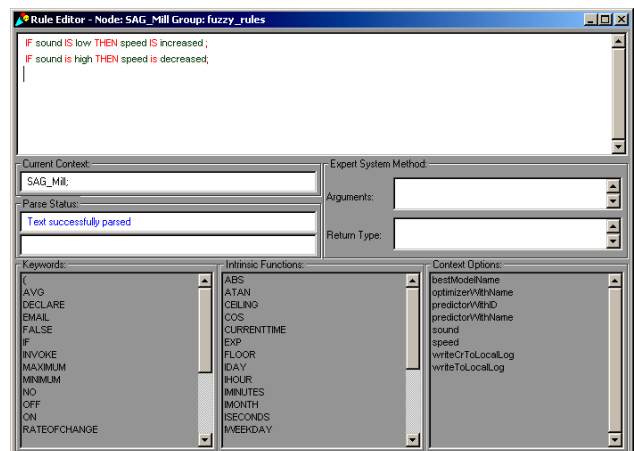 Rule Editor - Node: SAG_Mill Group: fuzzy_rules
IF sound IS low THEN speed IS increased ;
IF sound is high THEN speed is decreased;
Current Context:
SAG_Mill;
Parse Status:
Text successfully parsed
Expert System Method:
Arguments:
Return Type:
Keywords:
(
AVG
DECLARE
EMAIL
FALSE
IF
INVOKE
MAXIMUM
MINIMUM
NO
OFF
ON
RATEOFCHANGE
Intrinsic Functions:
ABS
ATAN
CEILING
COS
CURRENTTIME
EXP
FLOOR
IDAY
IHOUR
IMINUTES
IMONTH
ISECONDS
IWEEKDAY
Context Options:
bestModelName
optimizerWithName
predictorWithID
predictorWithName
sound
speed
writeCrToLocalLog
writeToLocalLog